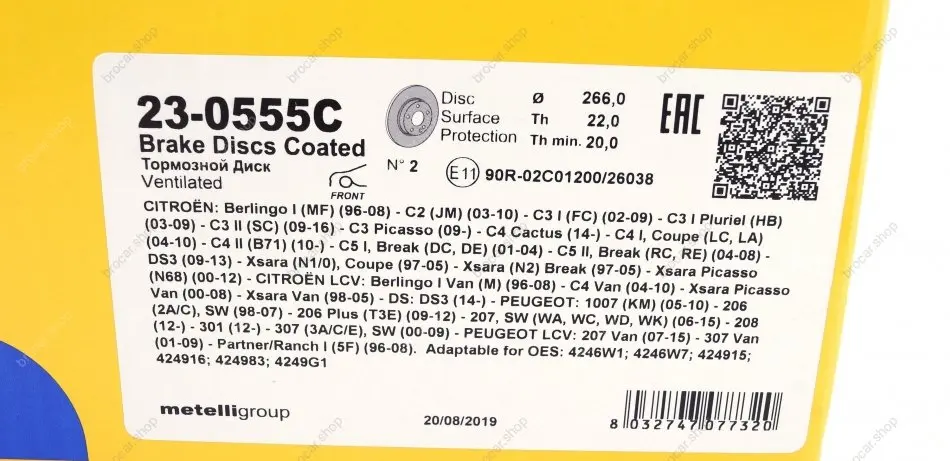 23-0555C
Brake Discs Coated
Тормозной Диск
Ventilated
N° 2
FRONT
Disc
Surface
Protection
Ø 266,0
Th 22,0
Th min. 20,0
E11 90R-02C01200/26038
EAC
CITROËN: Berlingo I (MF) (96-08) - C2 (JM) (03-10) - C3 I (FC) (02-09) - C3 I Pluriel (HB)
(03-09) - C3 II (SC) (09-16) - C3 Picasso (09-) - C4 Cactus (14-) - C4 I, Coupe (LC, LA)
(04-10) - C4 II (B71) (10-) - C5 I, Break (DC, DE) (01-04) - C5 II, Break (RC, RE) (04-08) -
DS3 (09-13) - Xsara (N1/0), Coupe (97-05) - Xsara (N2) Break (97-05) - Xsara Picasso
(N68) (00-12) - CITROËN LCV: Berlingo I Van (M) (96-08) - C4 Van (04-10) - Xsara Picasso
Van (00-08) - Xsara Van (98-05) - DS: DS3 (14-) - PEUGEOT: 1007 (KM) (05-10) - 206
(2A/C), SW (98-07) - 206 Plus (T3E) (09-12) - 207, SW (WA, WC, WD, WK) (06-15) - 208
(12-) - 301 (12-) - 307 (3A/C/E), SW (00-09) - PEUGEOT LCV: 207 Van (07-15) - 307 Van
(01-09) - Partner/Ranch I (5F) (96-08). Adaptable for OES: 4246W1; 4246W7; 424915;
424916; 424983; 4249G1
metelligroup
20/08/2019
8 032747 077320
brocar.shop